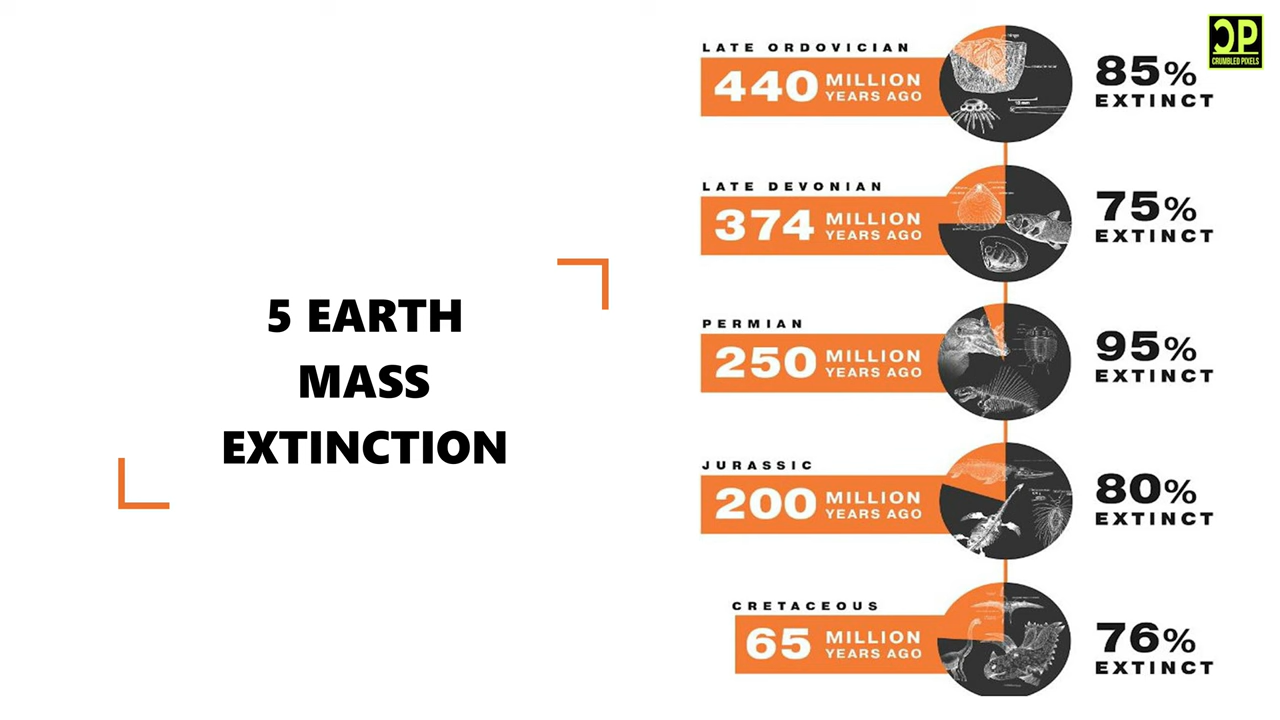 5 EARTH
MASS
EXTINCTION
LATE ORDOVICIAN
440 MILLION
YEARS AGO
85%
EXTINCT
LATE DEVONIAN
374 MILLION
YEARS AGO
75%
EXTINCT
PERMIAN
250 MILLION
YEARS AGO
95%
EXTINCT
JURASSIC
200 MILLION
YEARS AGO
80%
EXTINCT
CRETACEOUS
65 MILLION
YEARS AGO
76%
EXTINCT
CP
CRUMBLED PIXELS